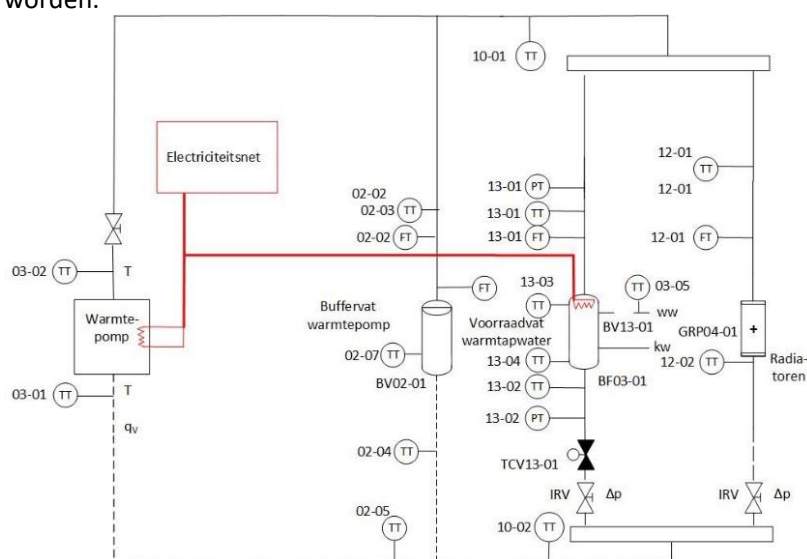 worden.
10-01 TT
Electriciteitsnet
12-01
TT
12-01
02-02
02-03 TT
02-02 FT
13-01 PT
13-01 TT
13-01 FT
12-01 FT
03-02 TT T
FT
13-03
TT
03-05
TT
ww
BV13-01
kw
Warmte-
pomp
Buffervat
warmtepomp
02-07 TT
BV02-01
Voorraadvat
warmtapwater
13-04 TT
BF03-01
13-02 TT
13-02 PT
GRP04-01
+
12-02 TT
Radia-
toren
03-01 TT T
qv
02-04 TT
TCV13-01
IRV Δp
IRV Δp
02-05
TT
10-02 TT